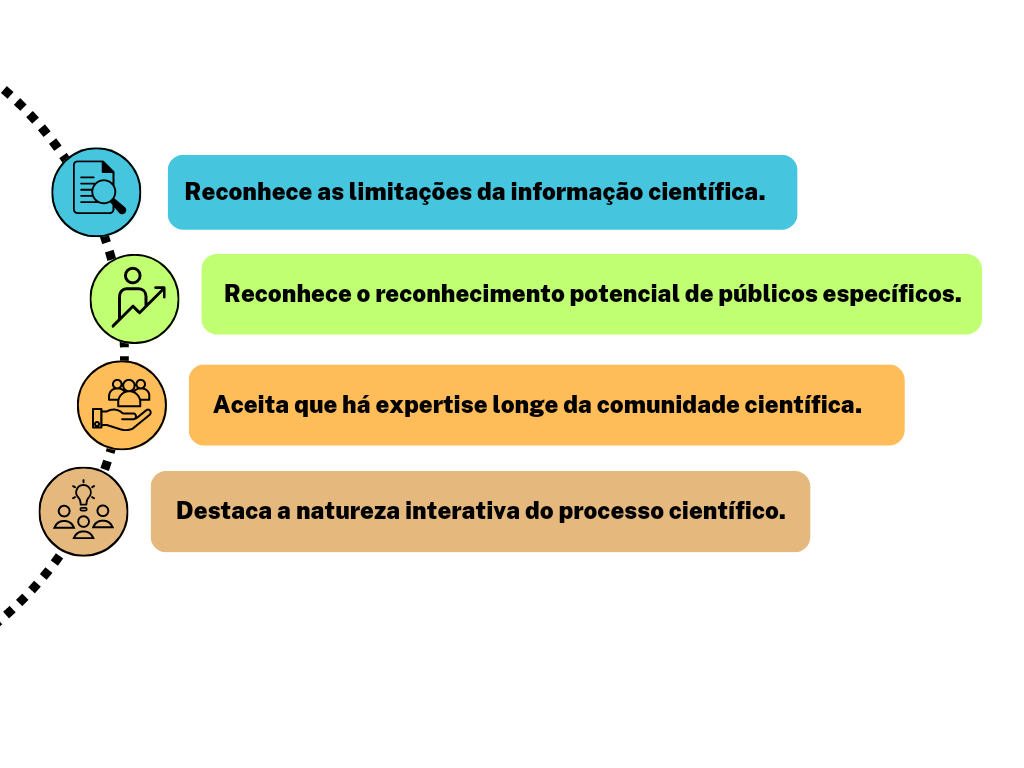 Reconhece as limitações da informação científica.
Reconhece o reconhecimento potencial de públicos específicos.
Aceita que há expertise longe da comunidade científica.
Destaca a natureza interativa do processo científico.